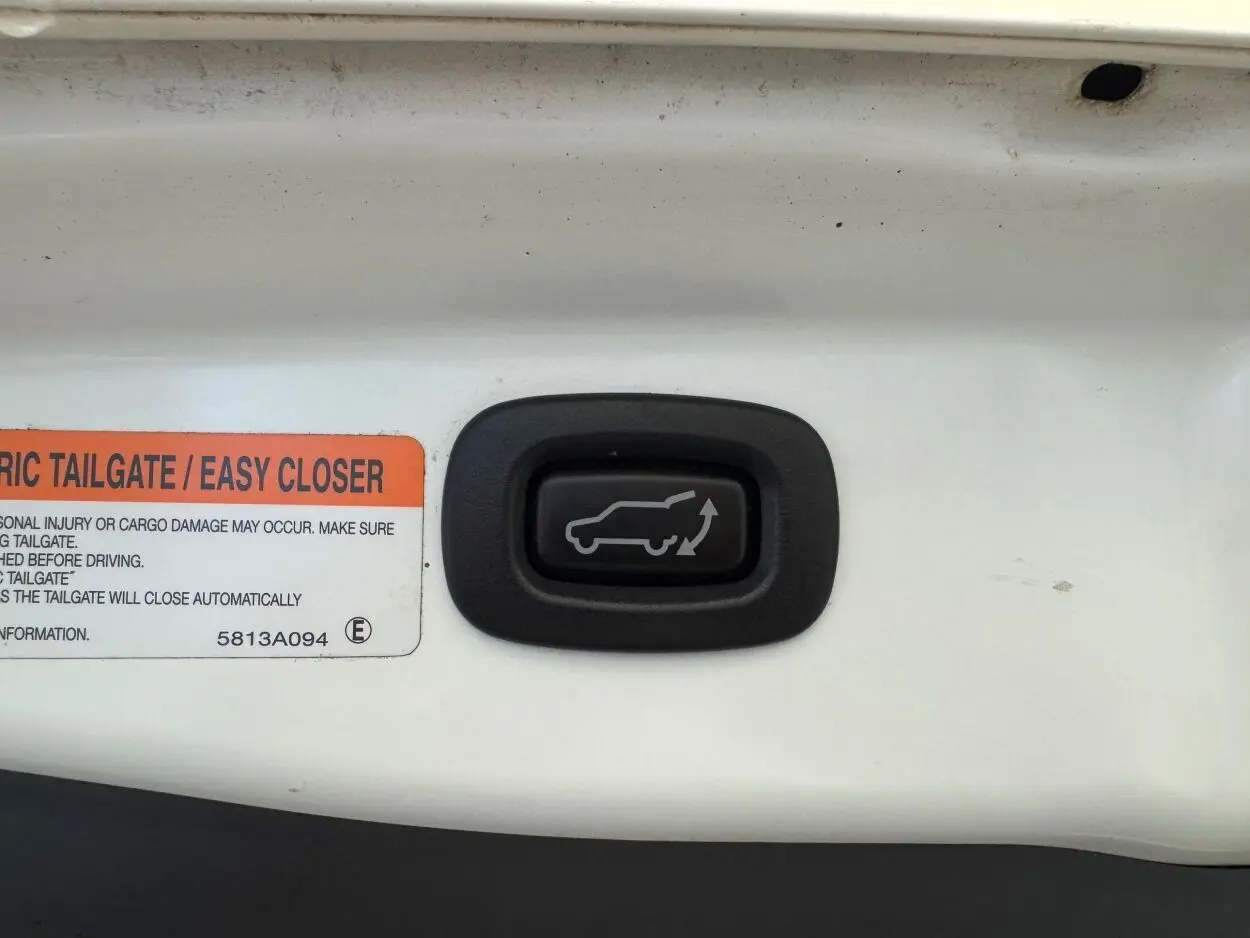 RIC TAILGATE / EASY CLOSER
SONAL INJURY OR CARGO DAMAGE MAY OCCUR. MAKE SURE
G TAILGATE.
HED BEFORE DRIVING.
C TAILGATE"
AS THE TAILGATE WILL CLOSE AUTOMATICALLY
NFORMATION.
5813A094 Ⓔ